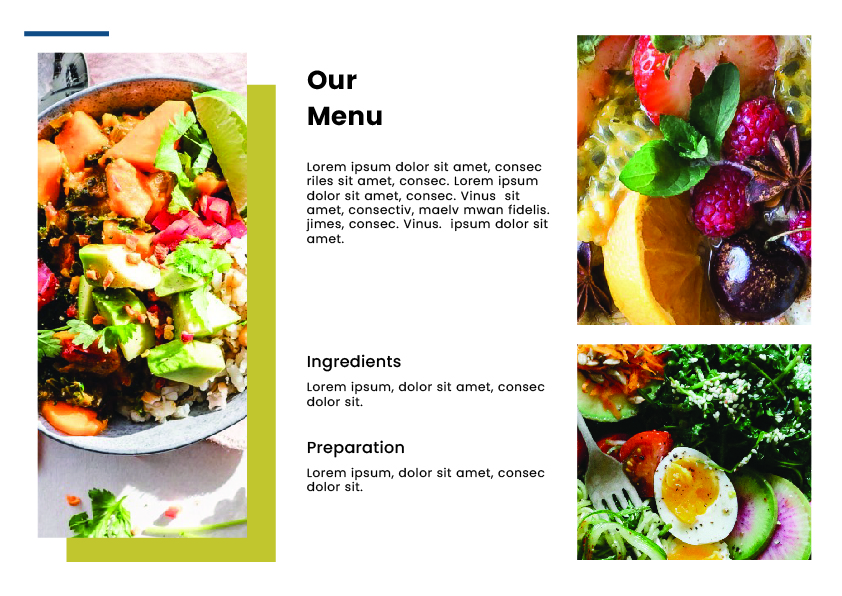 Our
Menu
Lorem ipsum dolor sit amet, consec
riles sit amet, consec. Lorem ipsum
dolor sit amet, consec. Vinus  sit
amet, consectiv, maelv mwan fidelis.
jimes, consec. Vinus.  ipsum dolor sit
amet.
Ingredients
Lorem ipsum, dolor sit amet, consec
dolor sit.
Preparation
Lorem ipsum, dolor sit amet, consec
dolor sit.